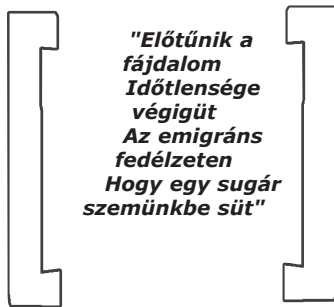 "Előtűnik a
fájdalom
Időtlensége
végigüt
Az emigráns
fedélzeten
Hogy egy sugár
szemünkbe süt"